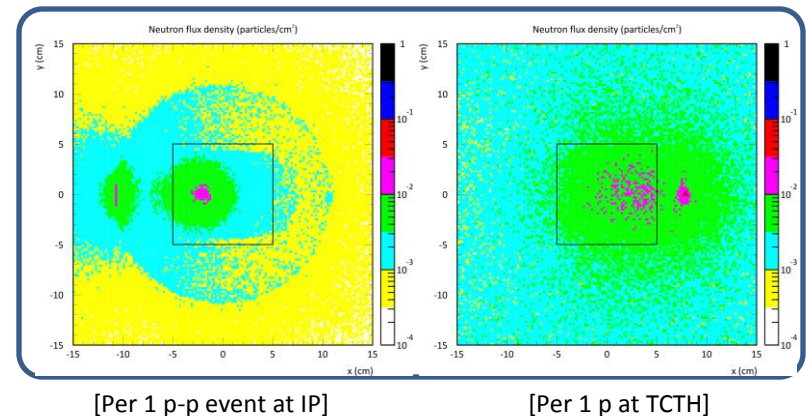 Neutron flux density (particles/cm²)
y (cm)
15
10
5
0
-5
-10
-15
-15 -10 -5 0 5 10 15
x (cm)
1
10⁻¹
10⁻²
10⁻³
10⁻⁴
Neutron flux density (particles/cm²)
y (cm)
15
10
5
0
-5
-10
-15
-15 -10 -5 0 5 10 15
x (cm)
1
10⁻¹
10⁻²
10⁻³
10⁻⁴
[Per 1 p-p event at IP] [Per 1 p at TCTH]